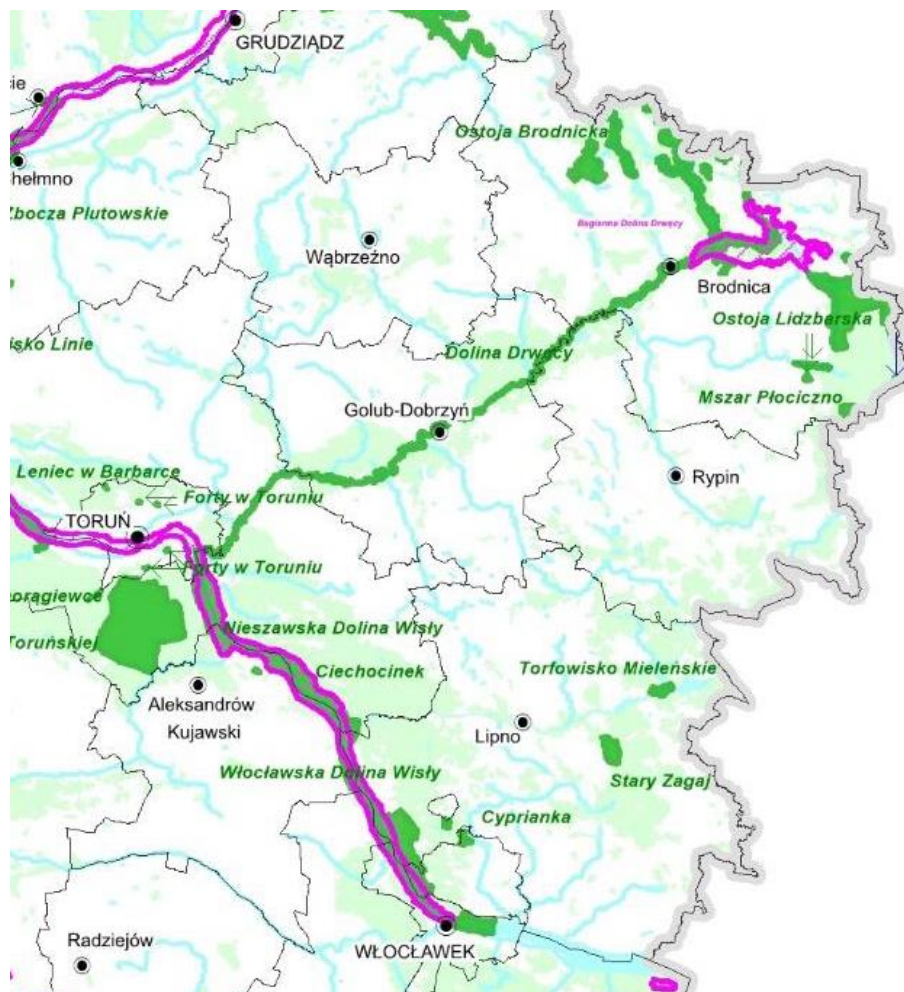 GRUDZIĄDZ
cie
Ostoja Brodnicka
hełmno
Zbocza Plutowskie
Bagienna Dolina Drwęcy
Wąbrzeźno
Brodnica
Ostoja Lidzbarska
isko Linie
Dolina Drwęcy
Mszar Płociczno
Golub-Dobrzyń
Leniec w Barbarce
Rypin
Forty w Toruniu
TORUŃ
Forty w Toruniu
orągiewce
Nieszawska Dolina Wisły
Toruńskiej
Ciechocinek
Torfowisko Mieleńskie
Aleksandrów
Kujawski
Lipno
Włocławska Dolina Wisły
Stary Zagaj
Cyprianka
Radziejów
WŁOCŁAWEK